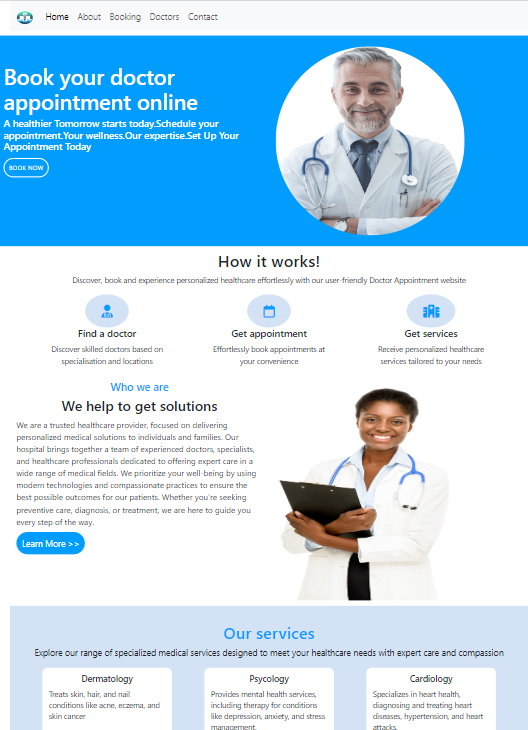 Home About Booking Doctors Contact
Book your doctor
appointment online
A healthier Tomorrow starts today.Schedule your
appointment.Your wellness.Our expertise.Set Up Your
Appointment Today
BOOK NOW
How it works!
Discover, book and experience personalized healthcare effortlessly with our user-friendly Doctor Appointment website
Find a doctor
Discover skilled doctors based on
specialisation and locations
Get appointment
Effortlessly book appointments at
your convenience
Get services
Receive personalized healthcare
services tailored to your needs
Who we are
We help to get solutions
We are a trusted healthcare provider, focused on delivering
personalized medical solutions to individuals and families. Our
hospital brings together a team of experienced doctors, specialists,
and healthcare professionals dedicated to offering expert care in a
wide range of medical fields. We prioritize your well-being by using
modern technologies and compassionate practices to ensure the
best possible outcomes for our patients. Whether you're seeking
preventive care, diagnosis, or treatment, we are here to guide you
every step of the way.
Learn More >>
Our services
Explore our range of specialized medical services designed to meet your healthcare needs with expert care and compassion
Dermatology
Treats skin, hair, and nail
conditions like acne, eczema, and
skin cancer
Psycology
Provides mental health services,
including therapy for conditions
like depression, anxiety, and stress
management.
Cardiology
Specializes in heart health,
diagnosing and treating heart
diseases, hypertension, and heart
attacks.